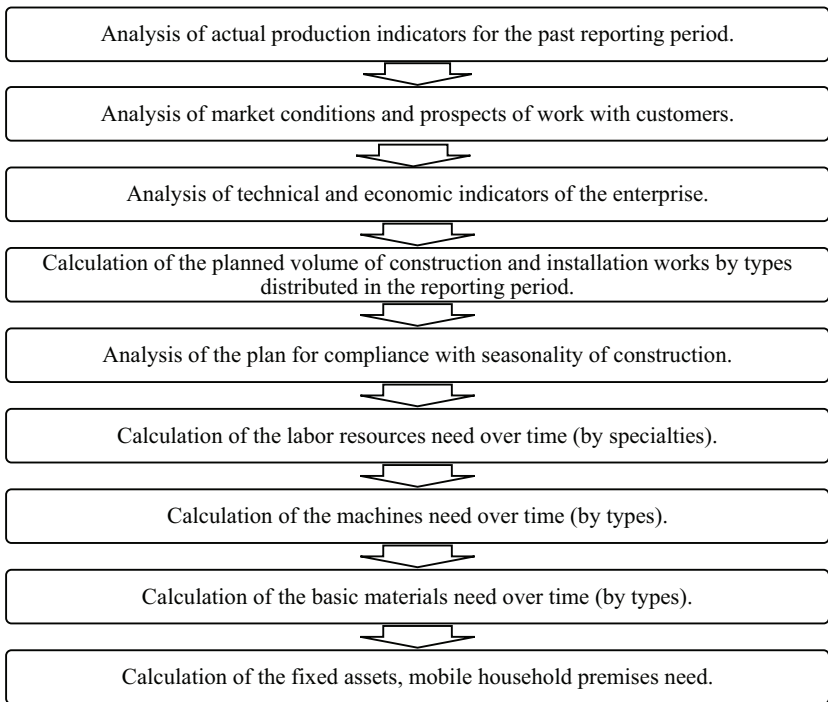 Analysis of actual production indicators for the past reporting period.
Analysis of market conditions and prospects of work with customers.
Analysis of technical and economic indicators of the enterprise.
Calculation of the planned volume of construction and installation works by types
distributed in the reporting period.
Analysis of the plan for compliance with seasonality of construction.
Calculation of the labor resources need over time (by specialties).
Calculation of the machines need over time (by types).
Calculation of the basic materials need over time (by types).
Calculation of the fixed assets, mobile household premises need.